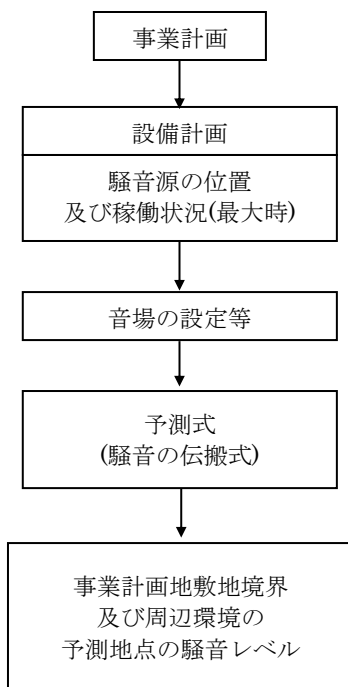 事業計画
設備計画
騒音源の位置
及び稼働状況(最大時)
音場の設定等
予測式
(騒音の伝搬式)
事業計画地敷地境界
及び周辺環境の
予測地点の騒音レベル